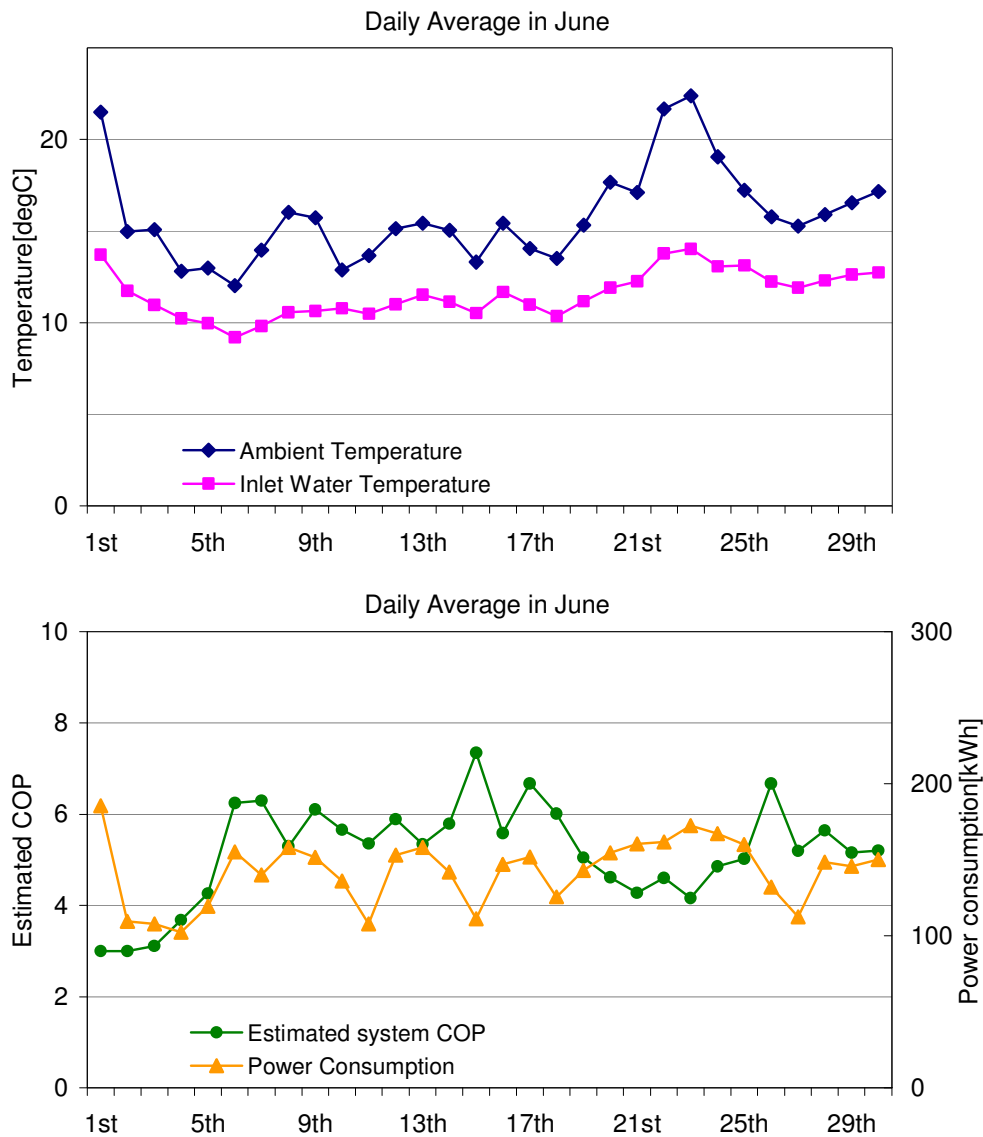 Daily Average in June
Temperature[degC]
20
10
0
Ambient Temperature
Inlet Water Temperature
1st 5th 9th 13th 17th 21st 25th 29th
Daily Average in June
Estimated COP
10
8
6
4
2
0
300
200
100
0
Power consumption[kWh]
Estimated system COP
Power Consumption
1st 5th 9th 13th 17th 21st 25th 29th